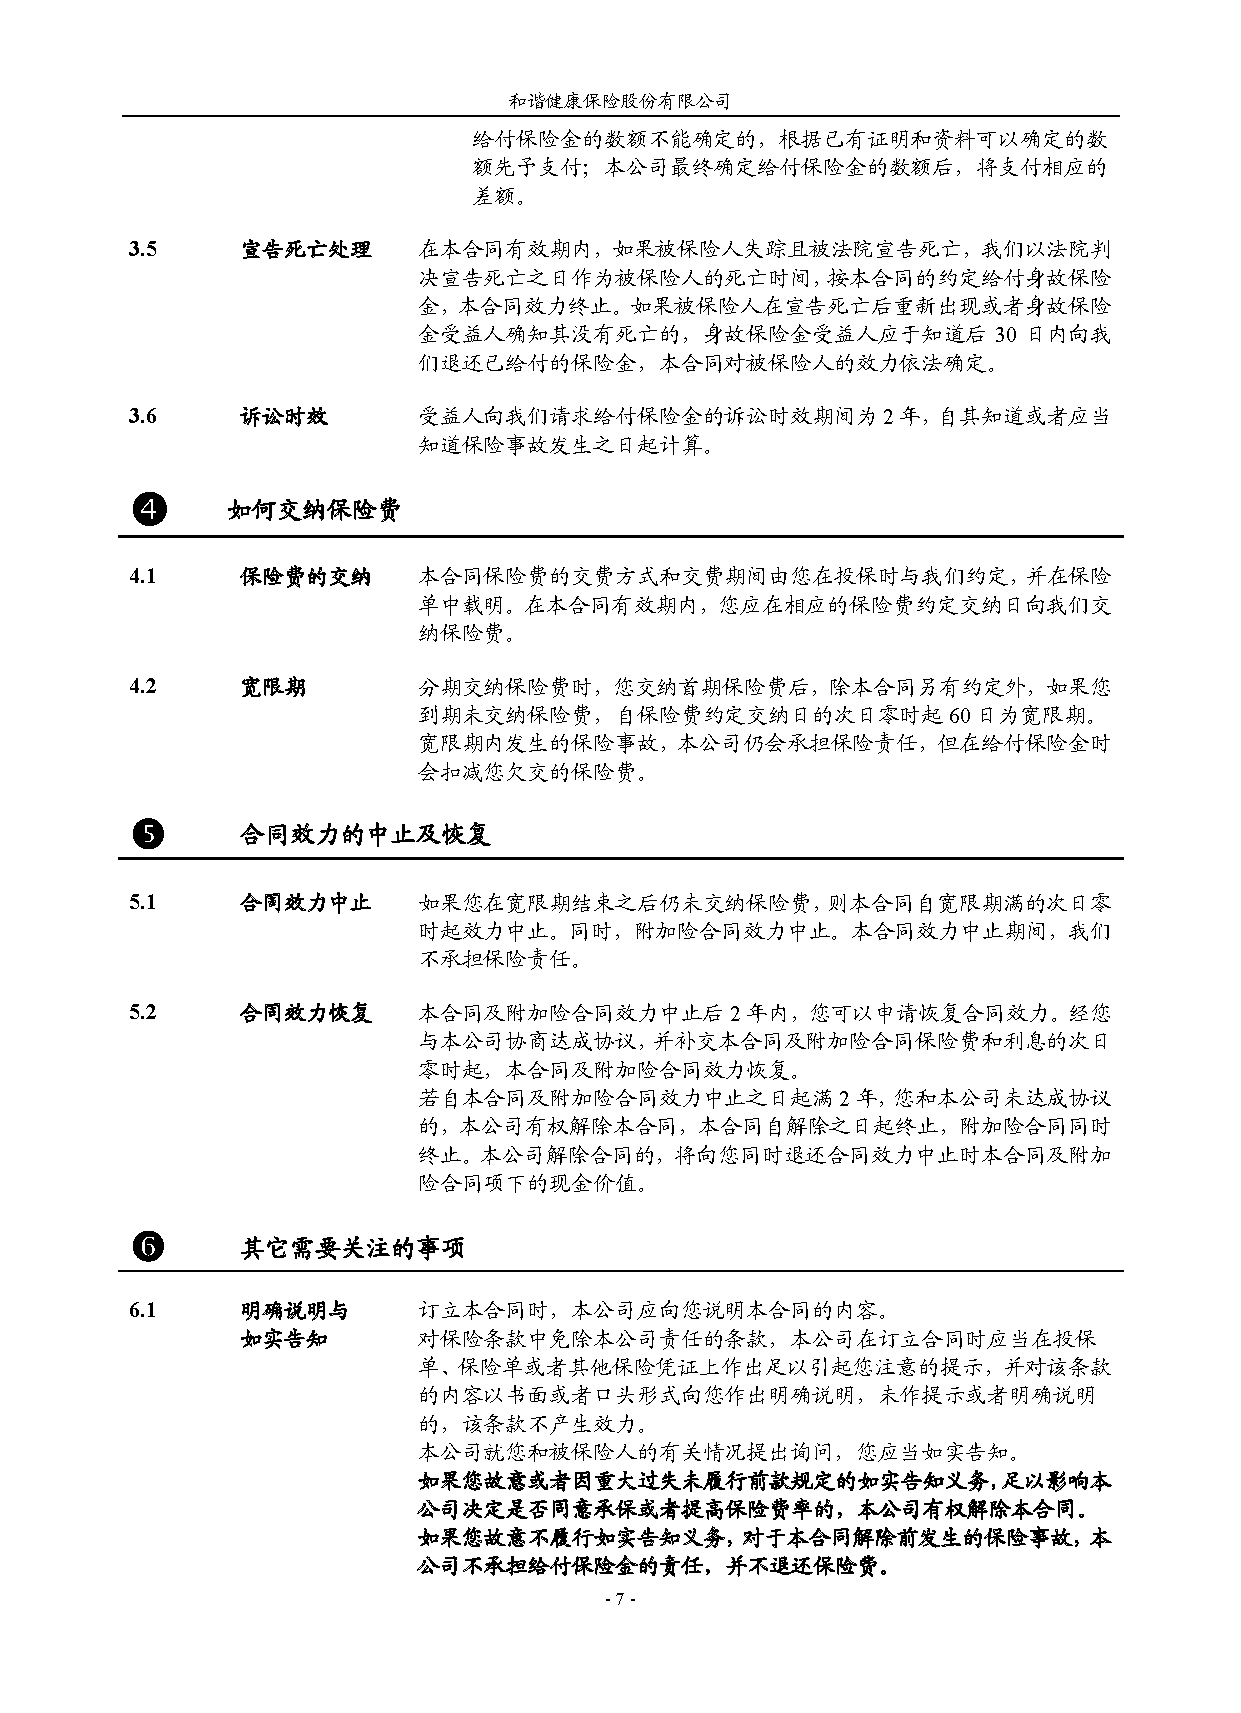 和谐健康保险股份有限公司
给付保险金的数额不能确定的，根据已有证明和资料可以确定的数
额先予支付；本公司最终确定给付保险金的数额后，将支付相应的
差额。
3.5 宣告死亡处理 在本合同有效期内，如果被保险人失踪且被法院宣告死亡，我们以法院判
决宣告死亡之日作为被保险人的死亡时间，按本合同的约定给付身故保险
金，本合同效力终止。如果被保险人在宣告死亡后重新出现或者身故保险
金受益人确知其没有死亡的，身故保险金受益人应于知道后 30 日内向我
们退还已给付的保险金，本合同对被保险人的效力依法确定。
3.6 诉讼时效 受益人向我们请求给付保险金的诉讼时效期间为 2 年，自其知道或者应当
知道保险事故发生之日起计算。
❹ 如何交纳保险费
4.1 保险费的交纳 本合同保险费的交费方式和交费期间由您在投保时与我们约定，并在保险
单中载明。在本合同有效期内，您应在相应的保险费约定交纳日向我们交
纳保险费。
4.2 宽限期 分期交纳保险费时，您交纳首期保险费后，除本合同另有约定外，如果您
到期未交纳保险费，自保险费约定交纳日的次日零时起 60 日为宽限期。
宽限期内发生的保险事故，本公司仍会承担保险责任，但在给付保险金时
会扣减您欠交的保险费。
❺ 合同效力的中止及恢复
5.1 合同效力中止 如果您在宽限期结束之后仍未交纳保险费，则本合同自宽限期满的次日零
时起效力中止。同时，附加险合同效力中止。本合同效力中止期间，我们
不承担保险责任。
5.2 合同效力恢复 本合同及附加险合同效力中止后 2 年内，您可以申请恢复合同效力。经您
与本公司协商达成协议，并补交本合同及附加险合同保险费和利息的次日
零时起，本合同及附加险合同效力恢复。
若自本合同及附加险合同效力中止之日起满 2 年，您和本公司未达成协议
的，本公司有权解除本合同，本合同自解除之日起终止，附加险合同同时
终止。本公司解除合同的，将向您同时退还合同效力中止时本合同及附加
险合同项下的现金价值。
❻ 其它需要关注的事项
6.1 明确说明与 订立本合同时，本公司应向您说明本合同的内容。
如实告知 对保险条款中免除本公司责任的条款，本公司在订立合同时应当在投保
单、保险单或者其他保险凭证上作出足以引起您注意的提示，并对该条款
的内容以书面或者口头形式向您作出明确说明，未作提示或者明确说明
的，该条款不产生效力。
本公司就您和被保险人的有关情况提出询问，您应当如实告知。
如果您故意或者因重大过失未履行前款规定的如实告知义务，足以影响本
公司决定是否同意承保或者提高保险费率的，本公司有权解除本合同。
如果您故意不履行如实告知义务，对于本合同解除前发生的保险事故，本
公司不承担给付保险金的责任，并不退还保险费。
- 7 -